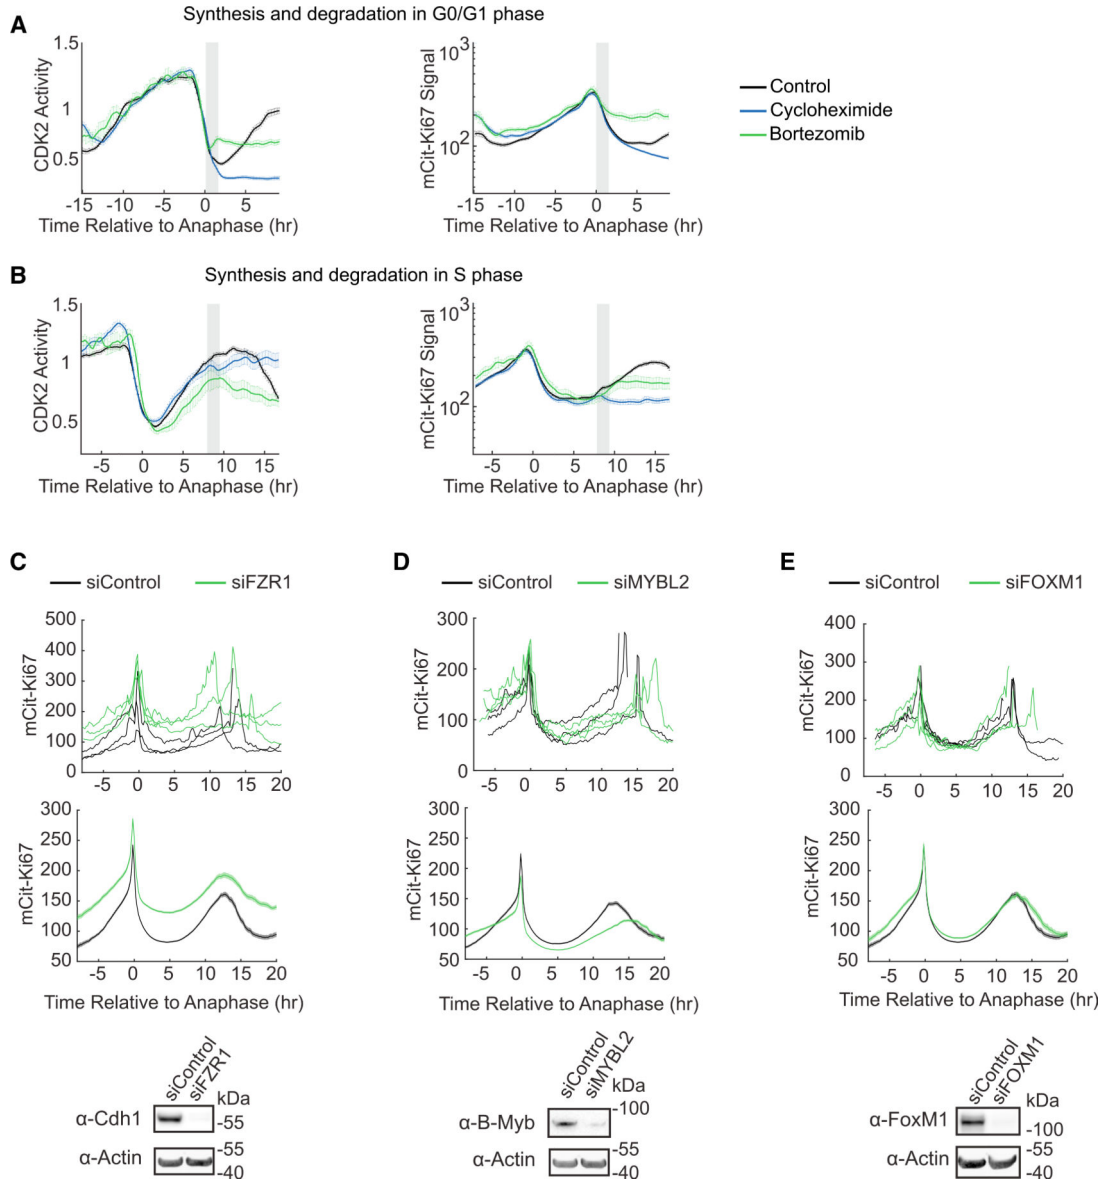 A
Synthesis and degradation in G0/G1 phase
CDK2 Activity
1.5
1
0.5
-15 -10 -5 0 5
Time Relative to Anaphase (hr)
mCit-Ki67 Signal
10^3
10^2
-15 -10 -5 0 5
Time Relative to Anaphase (hr)
Control
Cycloheximide
Bortezomib
B
Synthesis and degradation in S phase
CDK2 Activity
1.5
1
0.5
-5 0 5 10 15
Time Relative to Anaphase (hr)
mCit-Ki67 Signal
10^3
10^2
-5 0 5 10 15
Time Relative to Anaphase (hr)
C
siControl siFZR1
mCit-Ki67
500
400
300
200
100
0
-5 0 5 10 15 20
mCit-Ki67
300
250
200
150
100
50
-5 0 5 10 15 20
Time Relative to Anaphase (hr)
siControl
siFZR1
kDa
α-Cdh1
-55
α-Actin
-55
-40
D
siControl siMYBL2
mCit-Ki67
300
200
100
0
-5 0 5 10 15 20
mCit-Ki67
300
250
200
150
100
50
-5 0 5 10 15 20
Time Relative to Anaphase (hr)
siControl
siMYBL2
kDa
-100
α-B-Myb
α-Actin
-55
-40
E
siControl siFOXM1
mCit-Ki67
400
300
200
100
0
-5 0 5 10 15 20
mCit-Ki67
300
250
200
150
100
50
-5 0 5 10 15 20
Time Relative to Anaphase (hr)
siControl
siFOXM1
kDa
α-FoxM1
-100
α-Actin
-55
-40